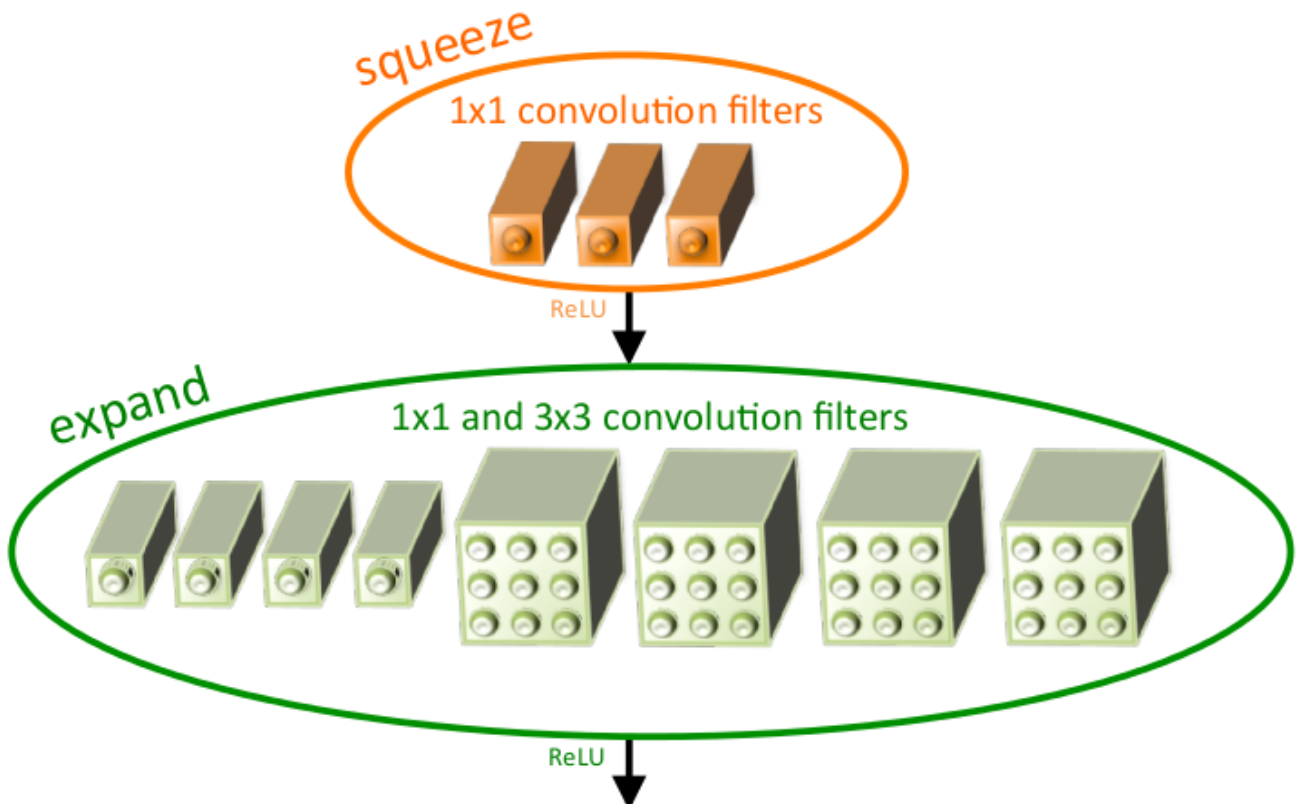 squeeze
1x1 convolution filters
ReLU
expand
1x1 and 3x3 convolution filters
ReLU